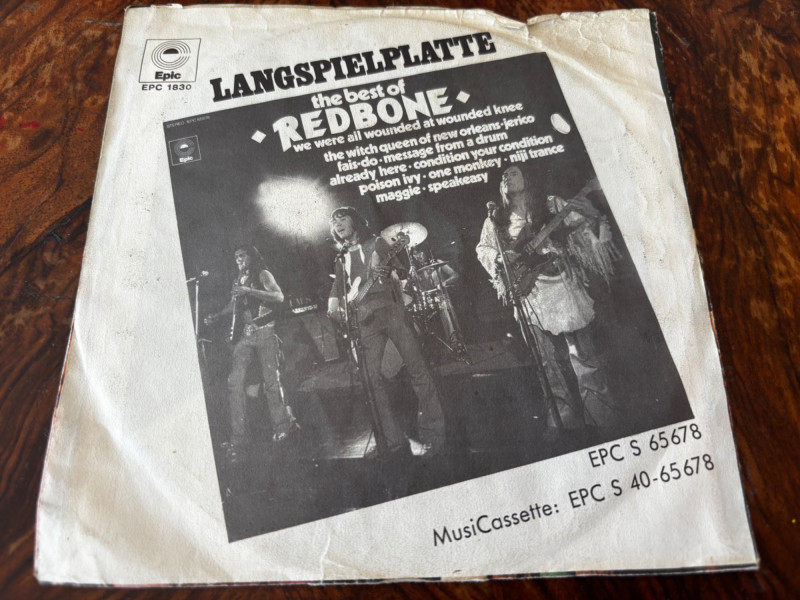 Epic
EPC 1830
LANGSPIELPLATTE
the best of
REDBONE
we were all wounded at wounded knee
the witch queen of new orleans·jerico
fais·do·message from a drum
already here·condition your condition
poison ivy·one monkey·niji trance
maggie·speakeasy
Epic
EPC S 65678
MusiCassette: EPC S 40-65678